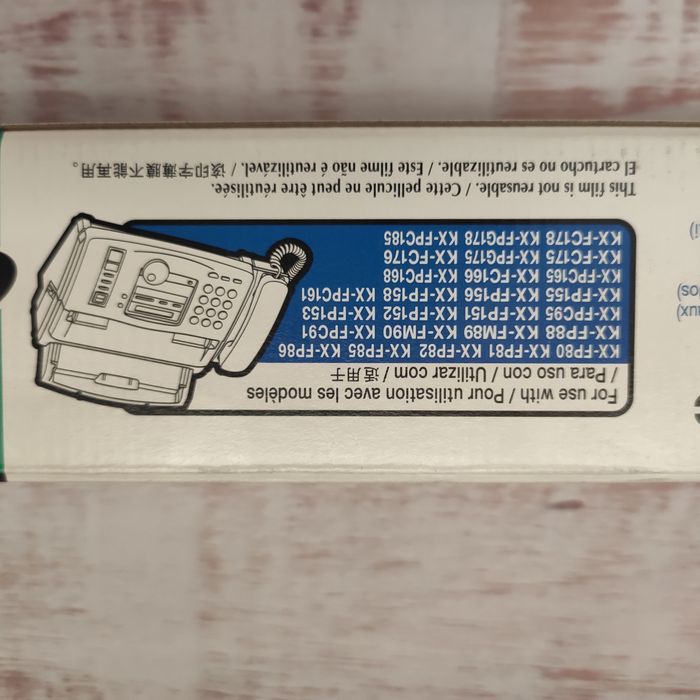 For use with / Pour utilisation avec les modèles
/ Para uso con / Utilizar com / 适用于
KX-FP80 KX-FP81 KX-FP82 KX-FP85 KX-FP86
KX-FP88 KX-FM89 KX-FM90 KX-FPC91
KX-FPC95 KX-FP151 KX-FP152 KX-FP153
KX-FP155 KX-FP156 KX-FP158 KX-FPC161
KX-FPC165 KX-FC166 KX-FPC168
KX-FC175 KX-FPG175 KX-FC176
KX-FC178 KX-FPG178 KX-FPC185
This film is not reusable. / Cette pellicule ne peut être réutilisée.
El cartucho no es reutilizable. / Este filme não é reutilizável. / 该印字薄膜不能再用。